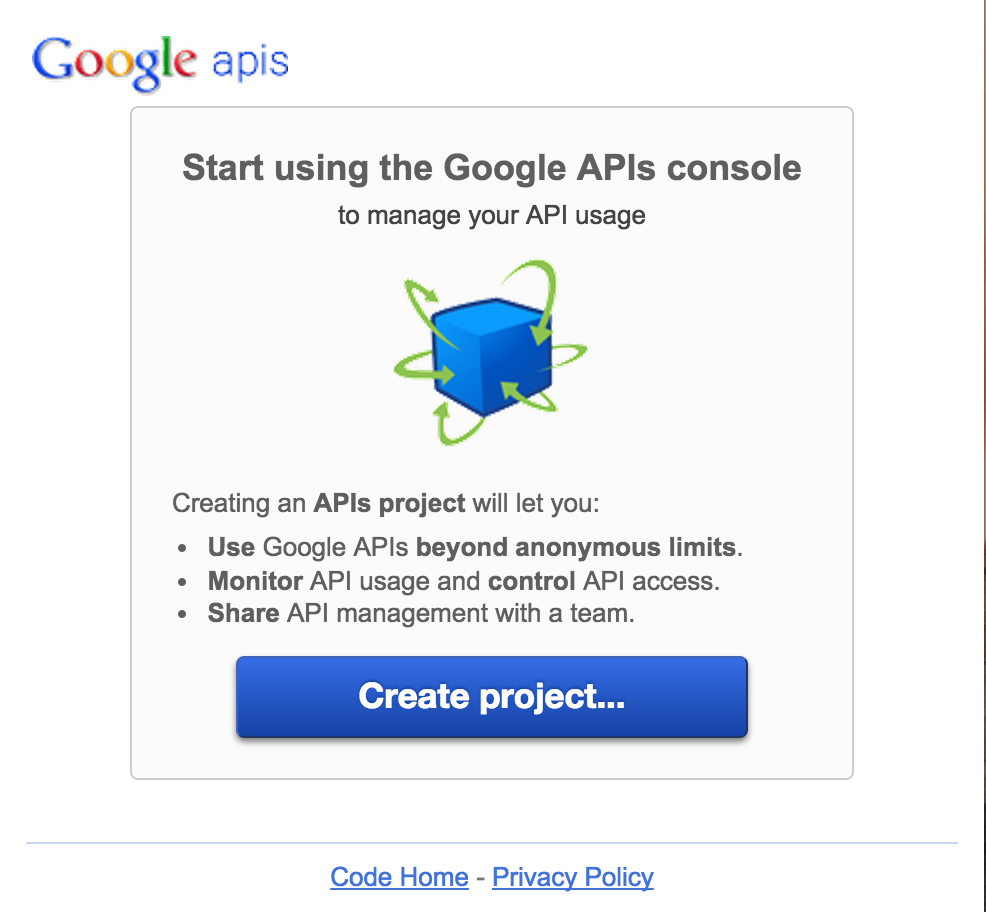 Google apis
Start using the Google APIs console
to manage your API usage
Creating an APIs project will let you:
• Use Google APIs beyond anonymous limits.
• Monitor API usage and control API access.
• Share API management with a team.
Create project...
Code Home - Privacy Policy